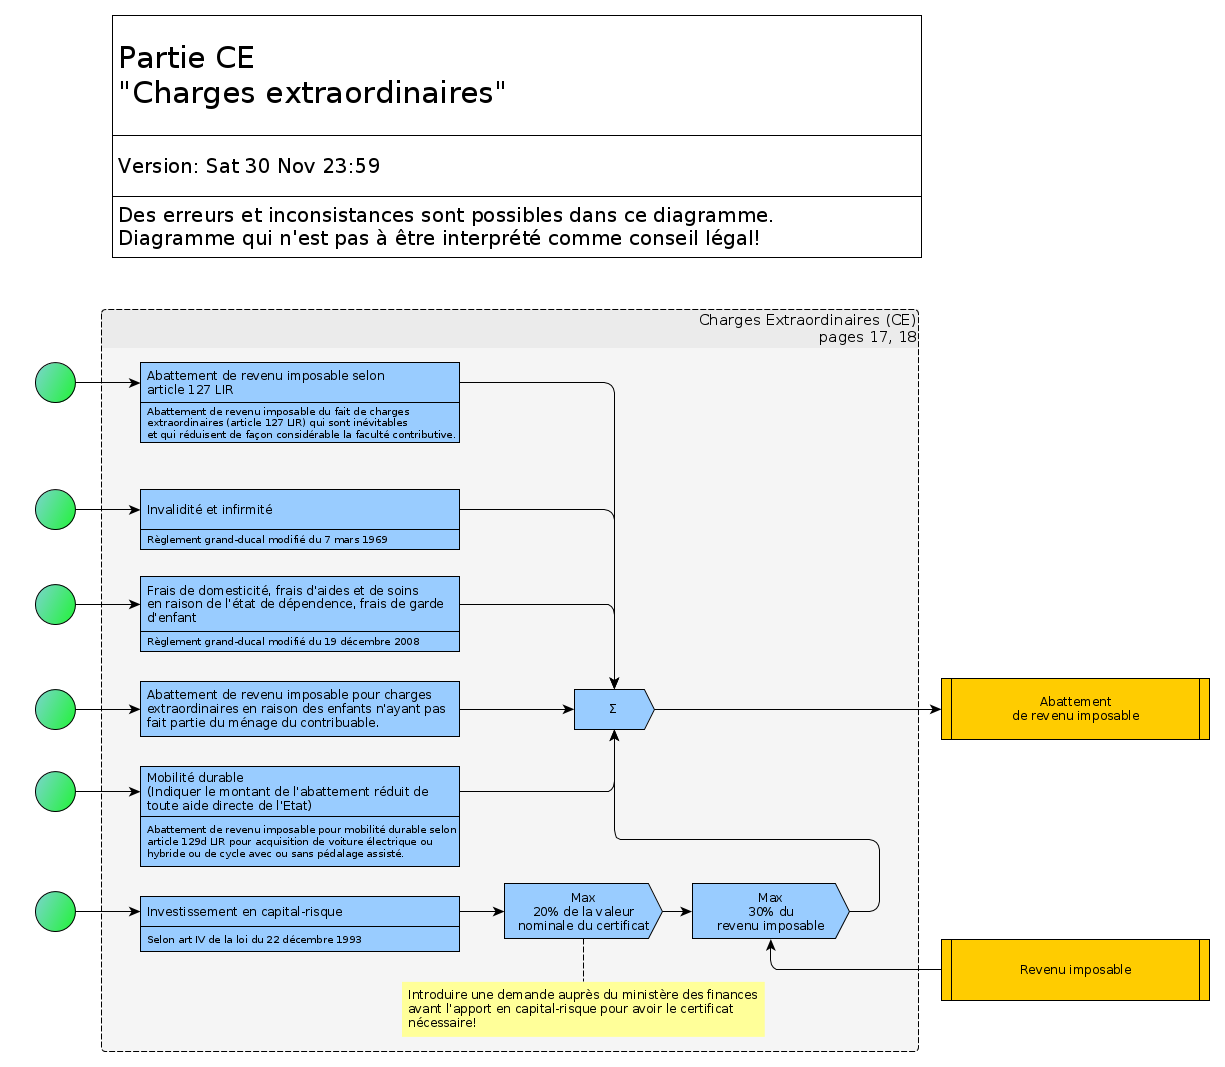 Partie CE
"Charges extraordinaires"
Version: Sat 30 Nov 23:59
Des erreurs et inconsistances sont possibles dans ce diagramme.
Diagramme qui n'est pas à être interprété comme conseil légal!
Charges Extraordinaires (CE)
pages 17, 18
Abattement de revenu imposable selon
article 127 LIR
Abattement de revenu imposable du fait de charges
extraordinaires (article 127 LIR) qui sont inévitables
et qui réduisent de façon considérable la faculté contributive.
Invalidité et infirmité
Règlement grand-ducal modifié du 7 mars 1969
Frais de domesticité, frais d'aides et de soins
en raison de l'état de dépendence, frais de garde
d'enfant
Règlement grand-ducal modifié du 19 décembre 2008
Abattement de revenu imposable pour charges
extraordinaires en raison des enfants n'ayant pas
fait partie du ménage du contribuable.
Σ
Abattement
de revenu imposable
Mobilité durable
(Indiquer le montant de l'abattement réduit de
toute aide directe de l'Etat)
Abattement de revenu imposable pour mobilité durable selon
article 129d LIR pour acquisition de voiture électrique ou
hybride ou de cycle avec ou sans pédalage assisté.
Investissement en capital-risque
Selon art IV de la loi du 22 décembre 1993
Max
20% de la valeur
nominale du certificat
Max
30% du
revenu imposable
Revenu imposable
Introduire une demande auprès du ministère des finances
avant l'apport en capital-risque pour avoir le certificat
nécessaire!